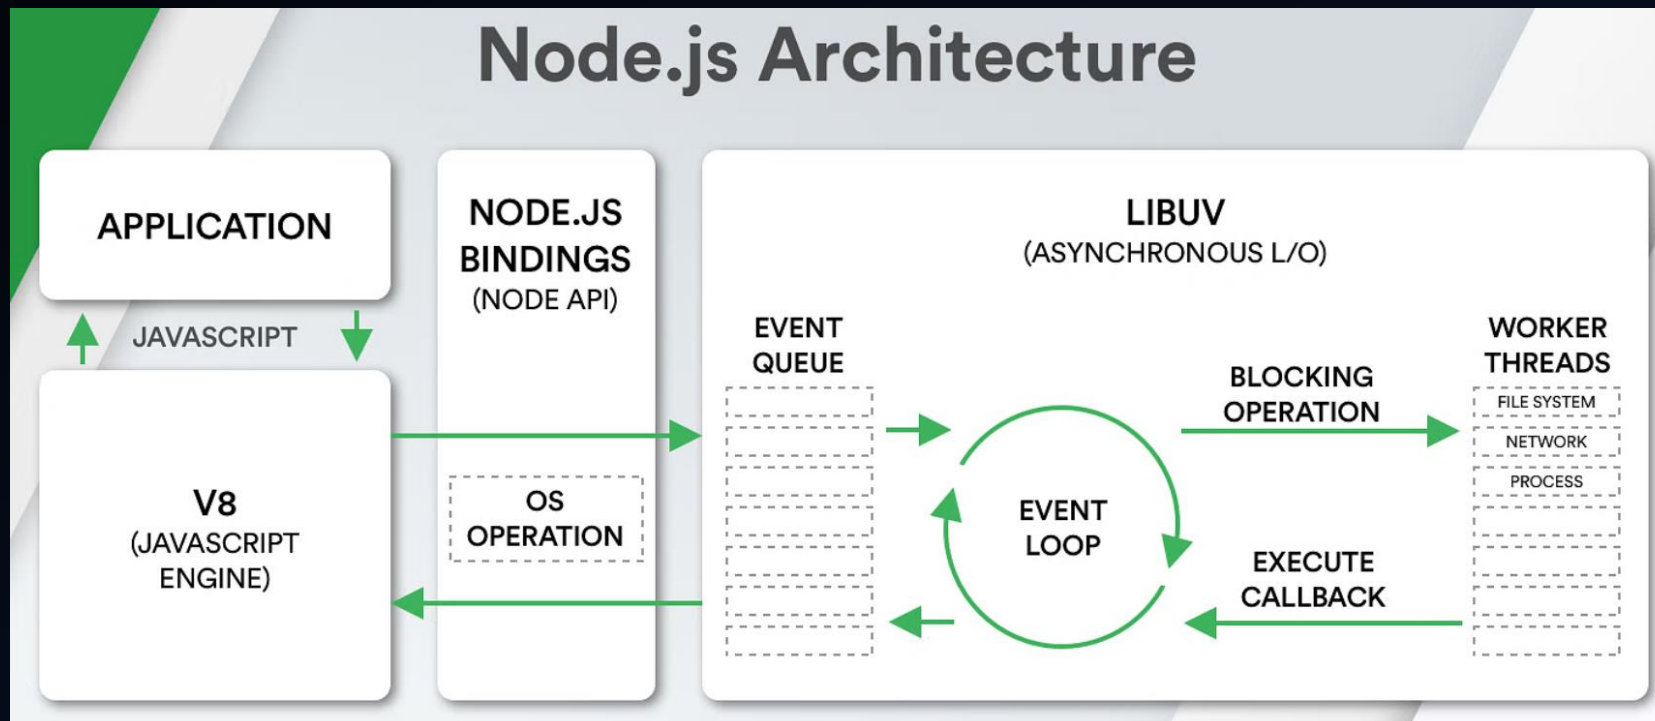 Node.js Architecture
APPLICATION
JAVASCRIPT
V8
(JAVASCRIPT
ENGINE)
NODE.JS
BINDINGS
(NODE API)
OS
OPERATION
LIBUV
(ASYNCHRONOUS L/O)
EVENT
QUEUE
EVENT
LOOP
BLOCKING
OPERATION
EXECUTE
CALLBACK
WORKER
THREADS
FILE SYSTEM
NETWORK
PROCESS